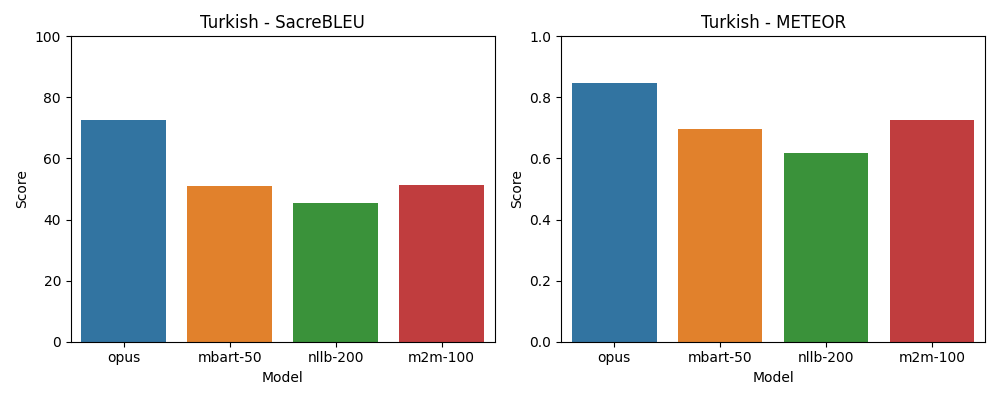 Turkish - SacreBLEU
100
80
60
40
20
0
Score
opus mbart-50 nllb-200 m2m-100
Model
Turkish - METEOR
1.0
0.8
0.6
0.4
0.2
0.0
Score
opus mbart-50 nllb-200 m2m-100
Model